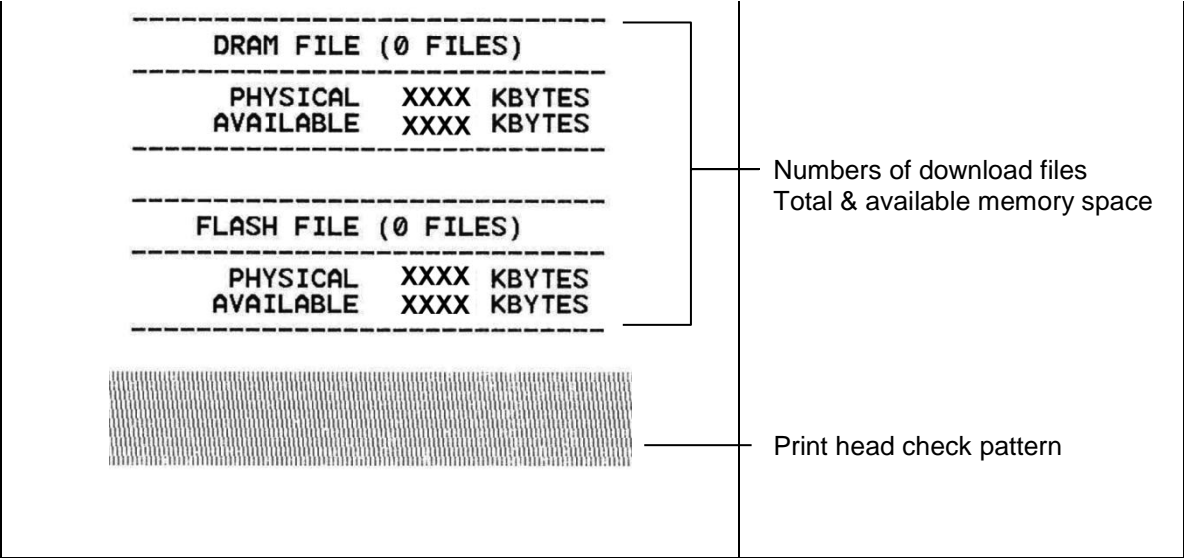 DRAM FILE (0 FILES)
PHYSICAL XXXX KBYTES
AVAILABLE XXXX KBYTES
FLASH FILE (0 FILES)
PHYSICAL XXXX KBYTES
AVAILABLE XXXX KBYTES
Numbers of download files
Total & available memory space
Print head check pattern